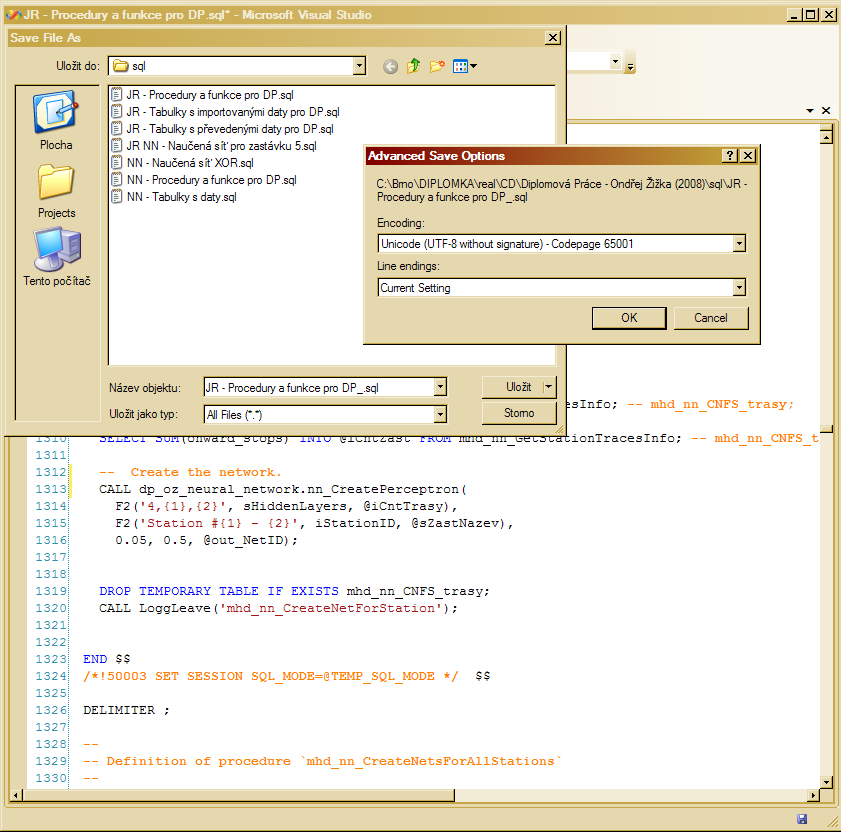 JR - Procedury a funkce pro DP.sql* - Microsoft Visual Studio
Save File As
Uložit do:
sql
Plocha
Projects
Tento počítač
JR - Procedury a funkce pro DP.sql
JR - Tabulky s importovanými daty pro DP.sql
JR - Tabulky s převedenými daty pro DP.sql
JR NN - Naučená síť pro zastávku 5.sql
NN - Naučená síť XOR.sql
NN - Procedury a funkce pro DP.sql
NN - Tabulky s daty.sql
Název objektu:
JR - Procedury a funkce pro DP_.sql
Uložit
Uložit jako typ:
All Files (*.*)
Storno
Advanced Save Options
C:\Brno\DIPLOMKA\real\CD\Diplomová Práce - Ondřej Žižka (2008)\sql\JR -
Procedury a funkce pro DP_.sql
Encoding:
Unicode (UTF-8 without signature) - Codepage 65001
Line endings:
Current Setting
OK
Cancel
esInfo; -- mhd_nn_CNFS_trasy;
1310 SELECT SUM(onward_stops) INTO @iCntZast FROM mhd_nn_GetStationTracesInfo; -- mhd_nn_CNFS_t
1311
1312 -- Create the network.
1313 CALL dp_oz_neural_network.nn_CreatePerceptron(
1314 F2('4,{1},{2}', sHiddenLayers, @iCntTrasy),
1315 F2('Station #{1} - {2}', iStationID, @sZastNazev),
1316 0.05, 0.5, @out_NetID);
1317
1318
1319 DROP TEMPORARY TABLE IF EXISTS mhd_nn_CNFS_trasy;
1320 CALL LoggLeave('mhd_nn_CreateNetForStation');
1321
1322
1323 END $$
1324 /*!50003 SET SESSION SQL_MODE=@TEMP_SQL_MODE */ $$
1325
1326 DELIMITER ;
1327
1328 --
1329 -- Definition of procedure `mhd_nn_CreateNetsForAllStations`
1330 --